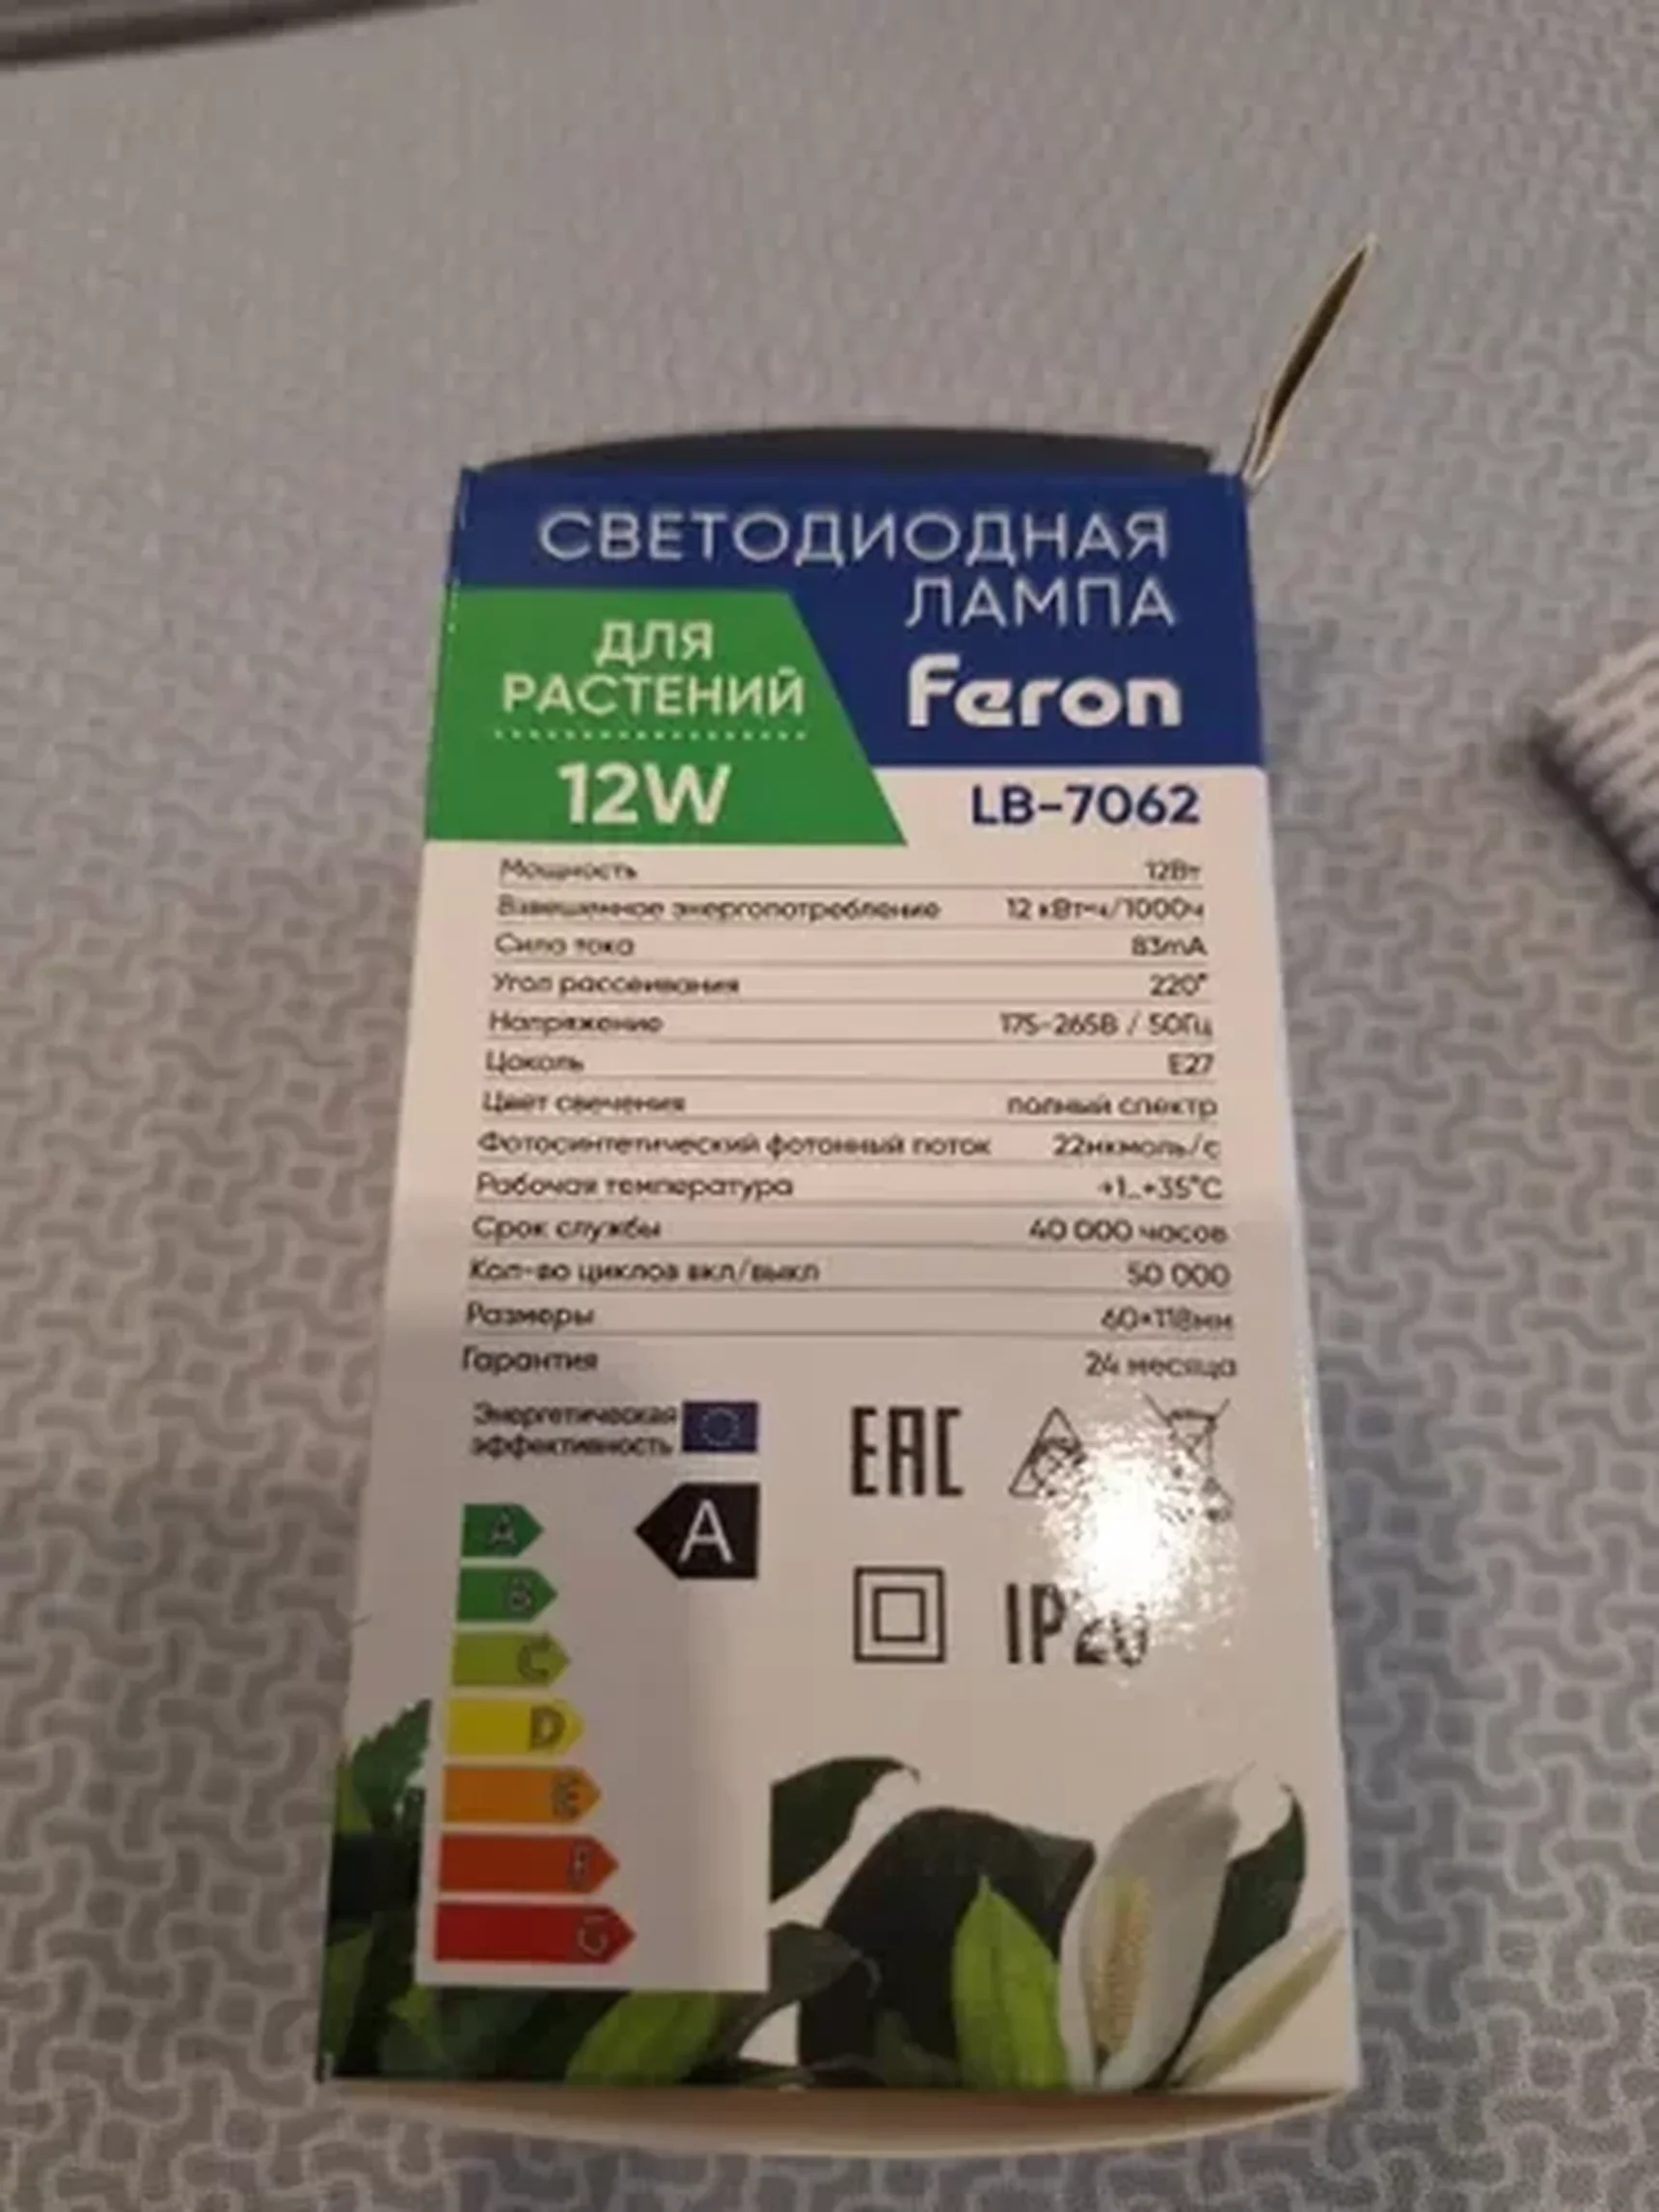 СВЕТОДИОДНАЯ
ЛАМПА
ДЛЯ
РАСТЕНИЙ
Feron
12W
LB-7062
Мощность 12Вт
Взвешенное энергопотребление 12 кВт•ч/1000ч
Сила тока 83mA
Угол рассеивания 220°
Напряжение 175-265В / 50Гц
Цоколь E27
Цвет свечения полный спектр
Фотосинтетический фотонный поток 22мкмоль/с
Рабочая температура +1..+35°C
Срок службы 40 000 часов
Кол-во циклов вкл/выкл 50 000
Размеры 60*118мм
Гарантия 24 месяца
Энергетическая
эффективность
EAC
A
A
B
C
D
E
F
G
IP20